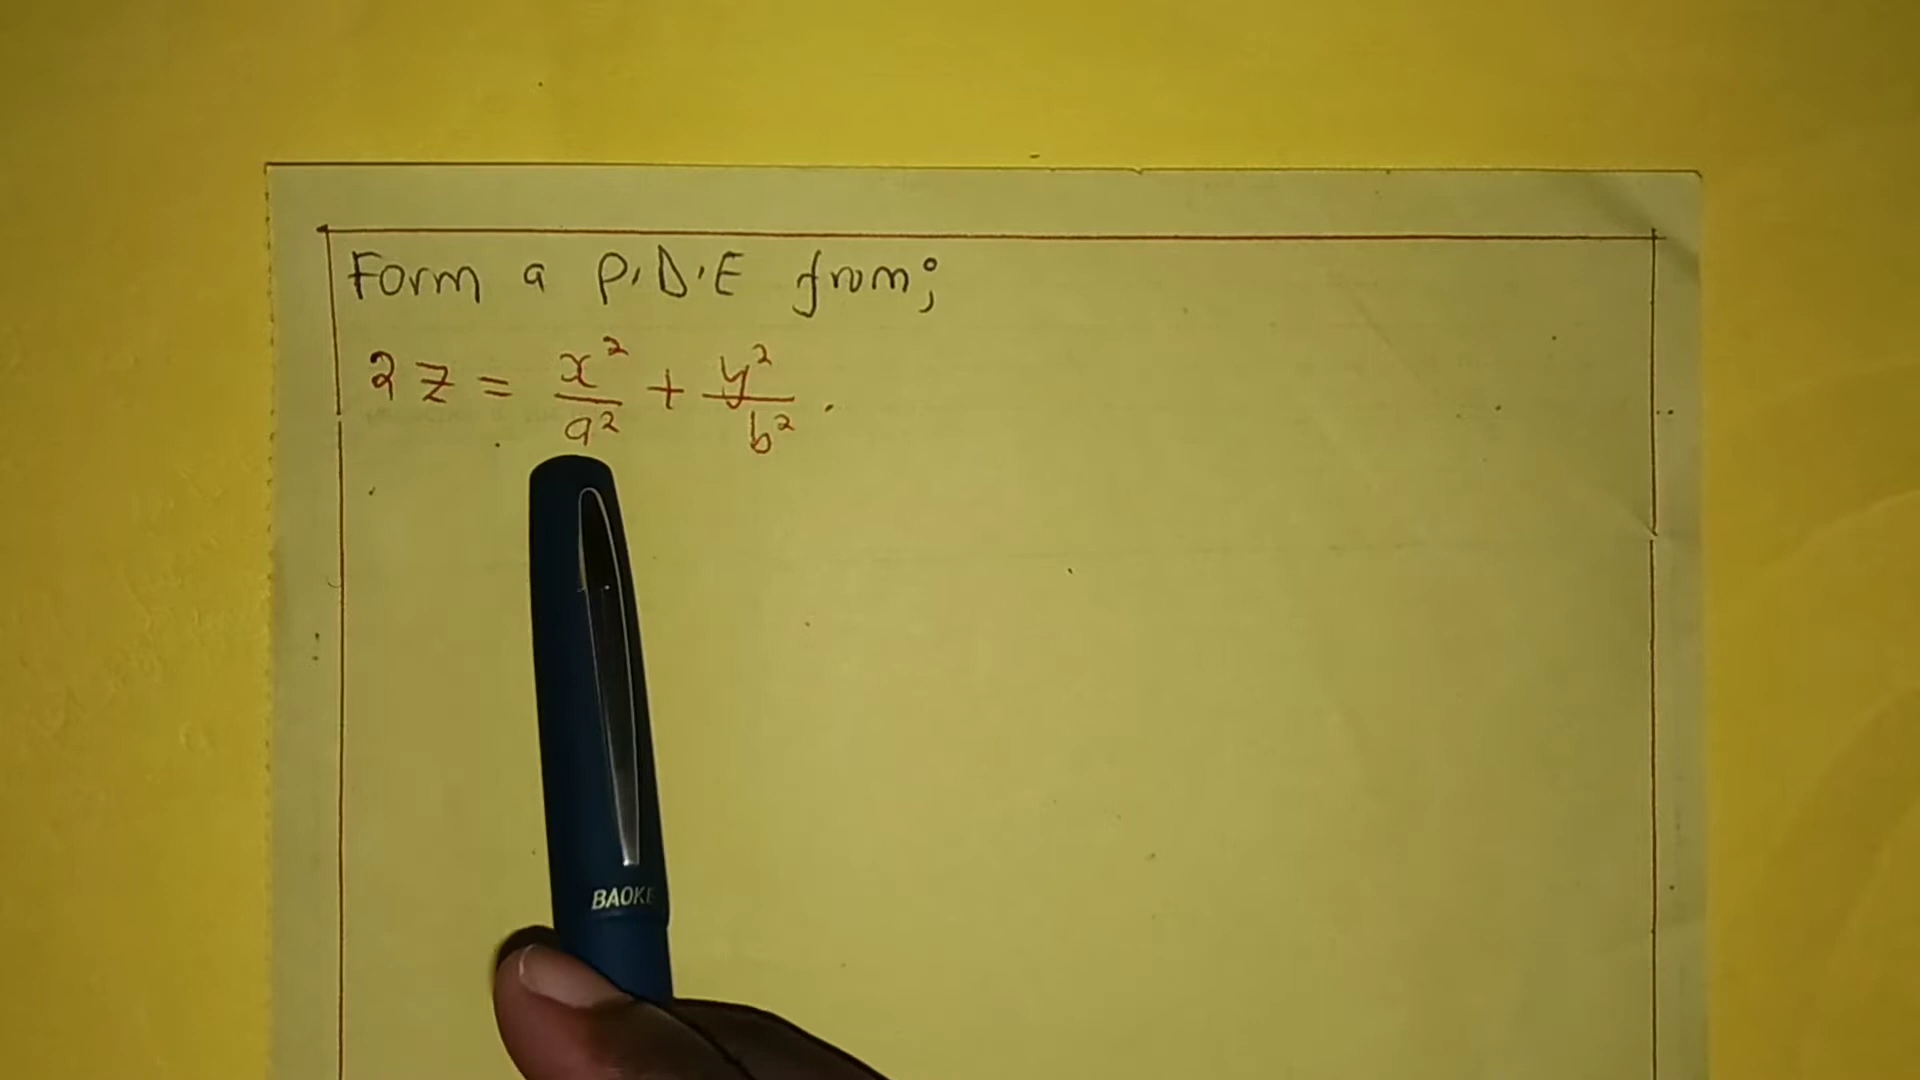 Form a P.D.E from;
2z = x²/a² + y²/b².
BAOKE